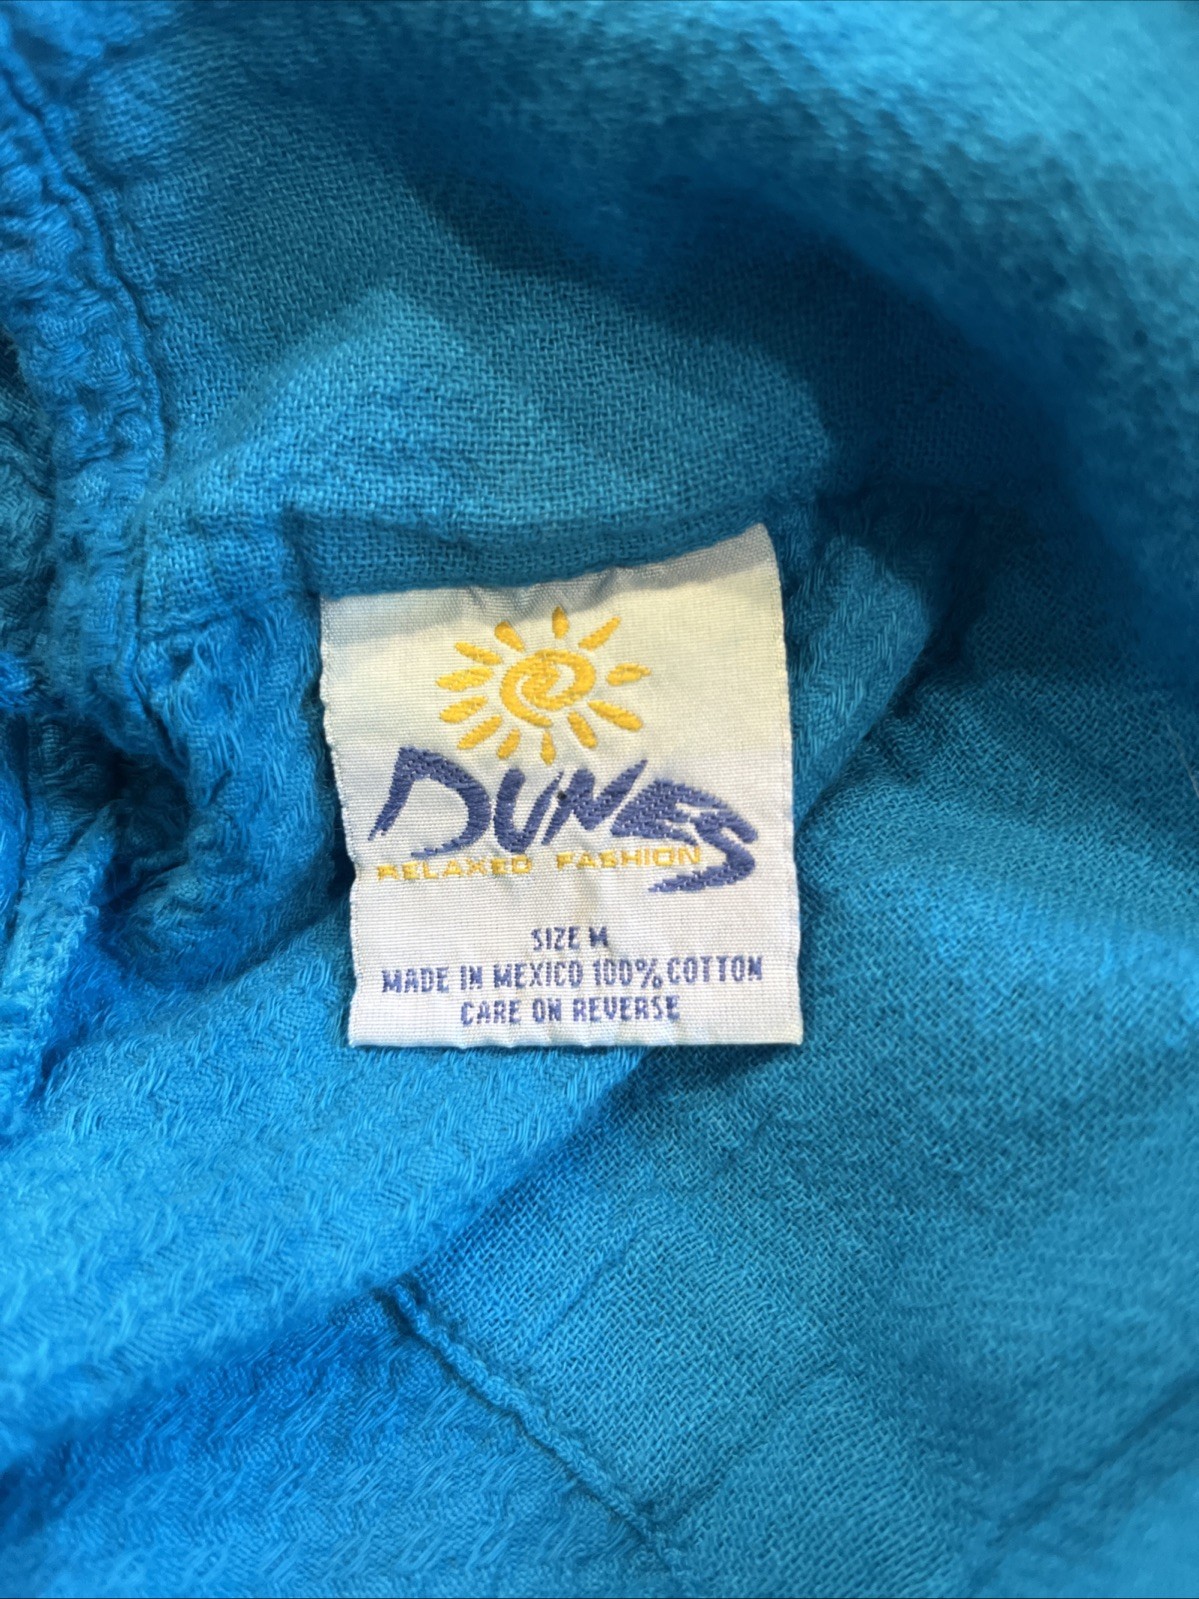 DUNES
RELAXED FASHION
SIZE M
MADE IN MEXICO 100% COTTON
CARE ON REVERSE